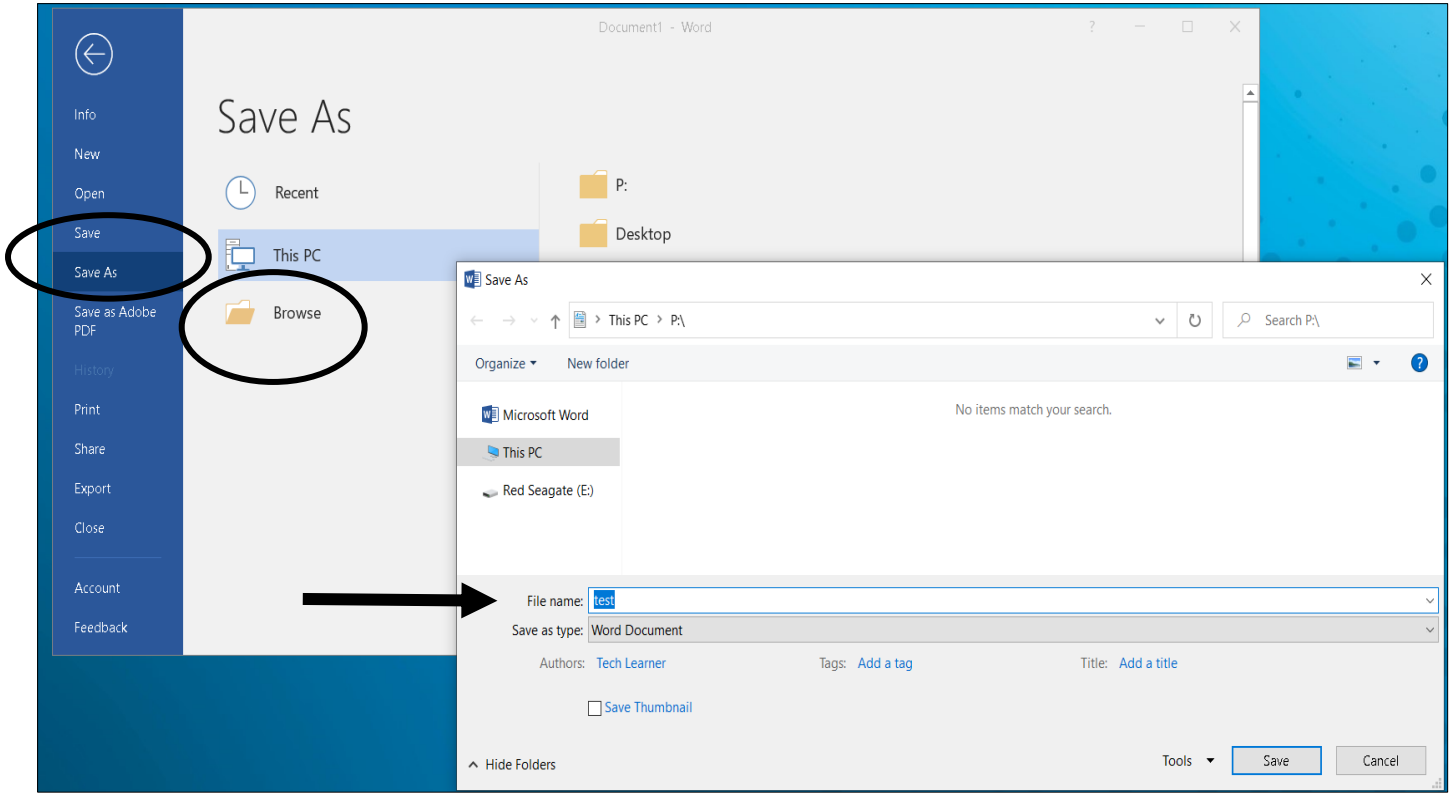 Document1 - Word
?
Info
New
Open
Save
Save As
Save as Adobe
PDF
History
Print
Share
Export
Close
Account
Feedback
Save As
Recent
This PC
Browse
P:
Desktop
Save As
This PC > P:\
Search P:\
Organize
New folder
?
Microsoft Word
This PC
Red Seagate (E:)
No items match your search.
File name: test
Save as type: Word Document
Authors: Tech Learner Tags: Add a tag Title: Add a title
Save Thumbnail
Hide Folders
Tools Save Cancel